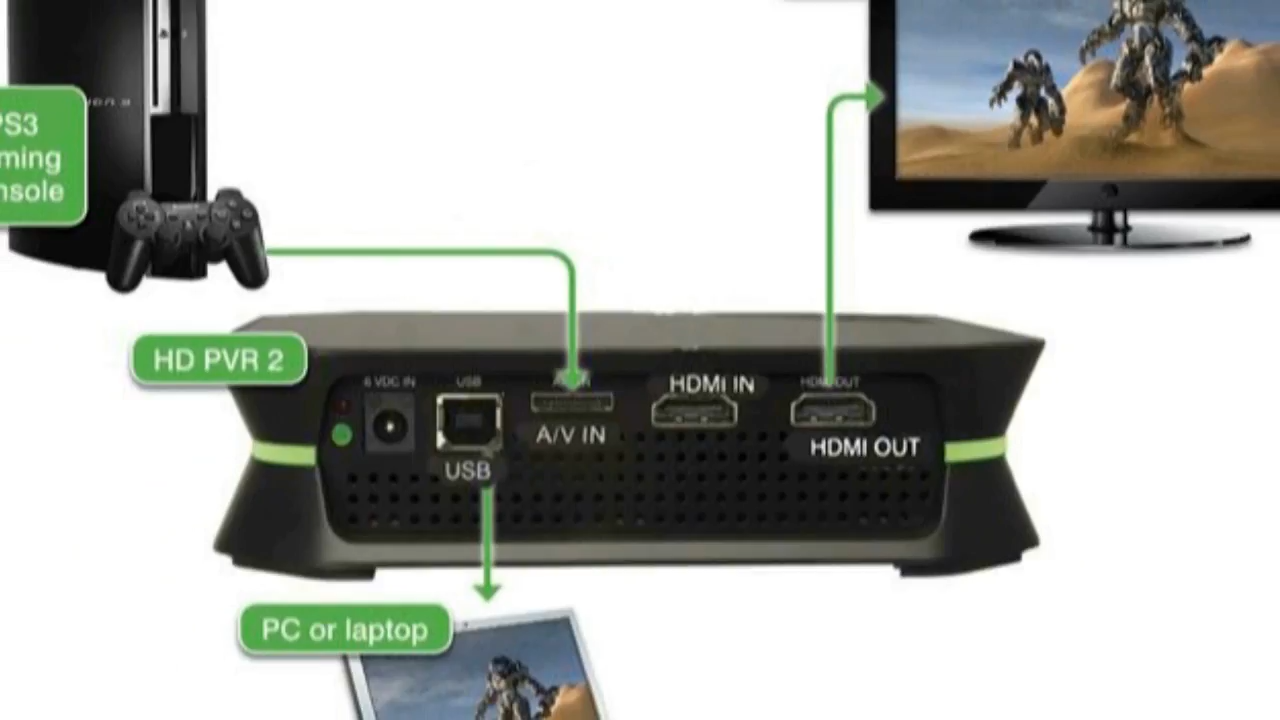 PS3
ming
nsole
HD PVR 2
6 VDC IN
USB
HDMI IN
HDMI OUT
A/V IN
HDMI OUT
USB
PC or laptop